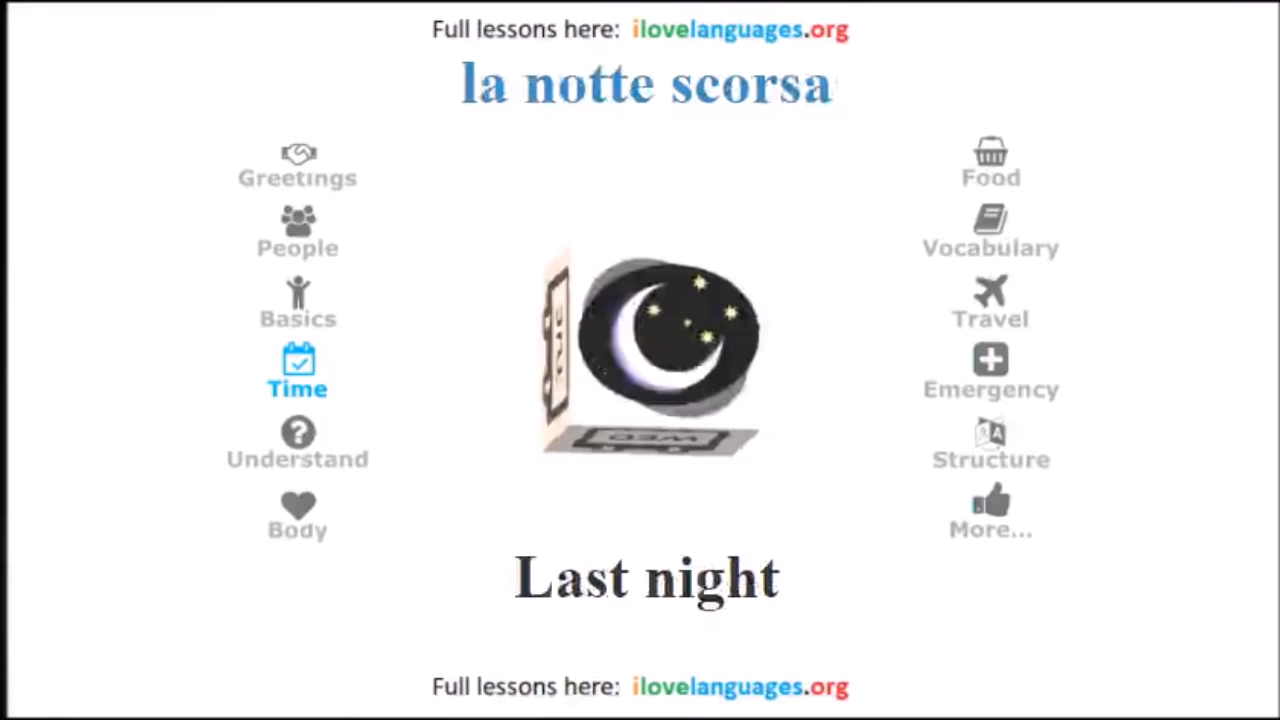 Full lessons here: ilovelanguages.org
la notte scorsa
Greetings
People
Basics
Time
Understand
Body
Food
Vocabulary
Travel
Emergency
Structure
More...
WED
Last night
Full lessons here: ilovelanguages.org